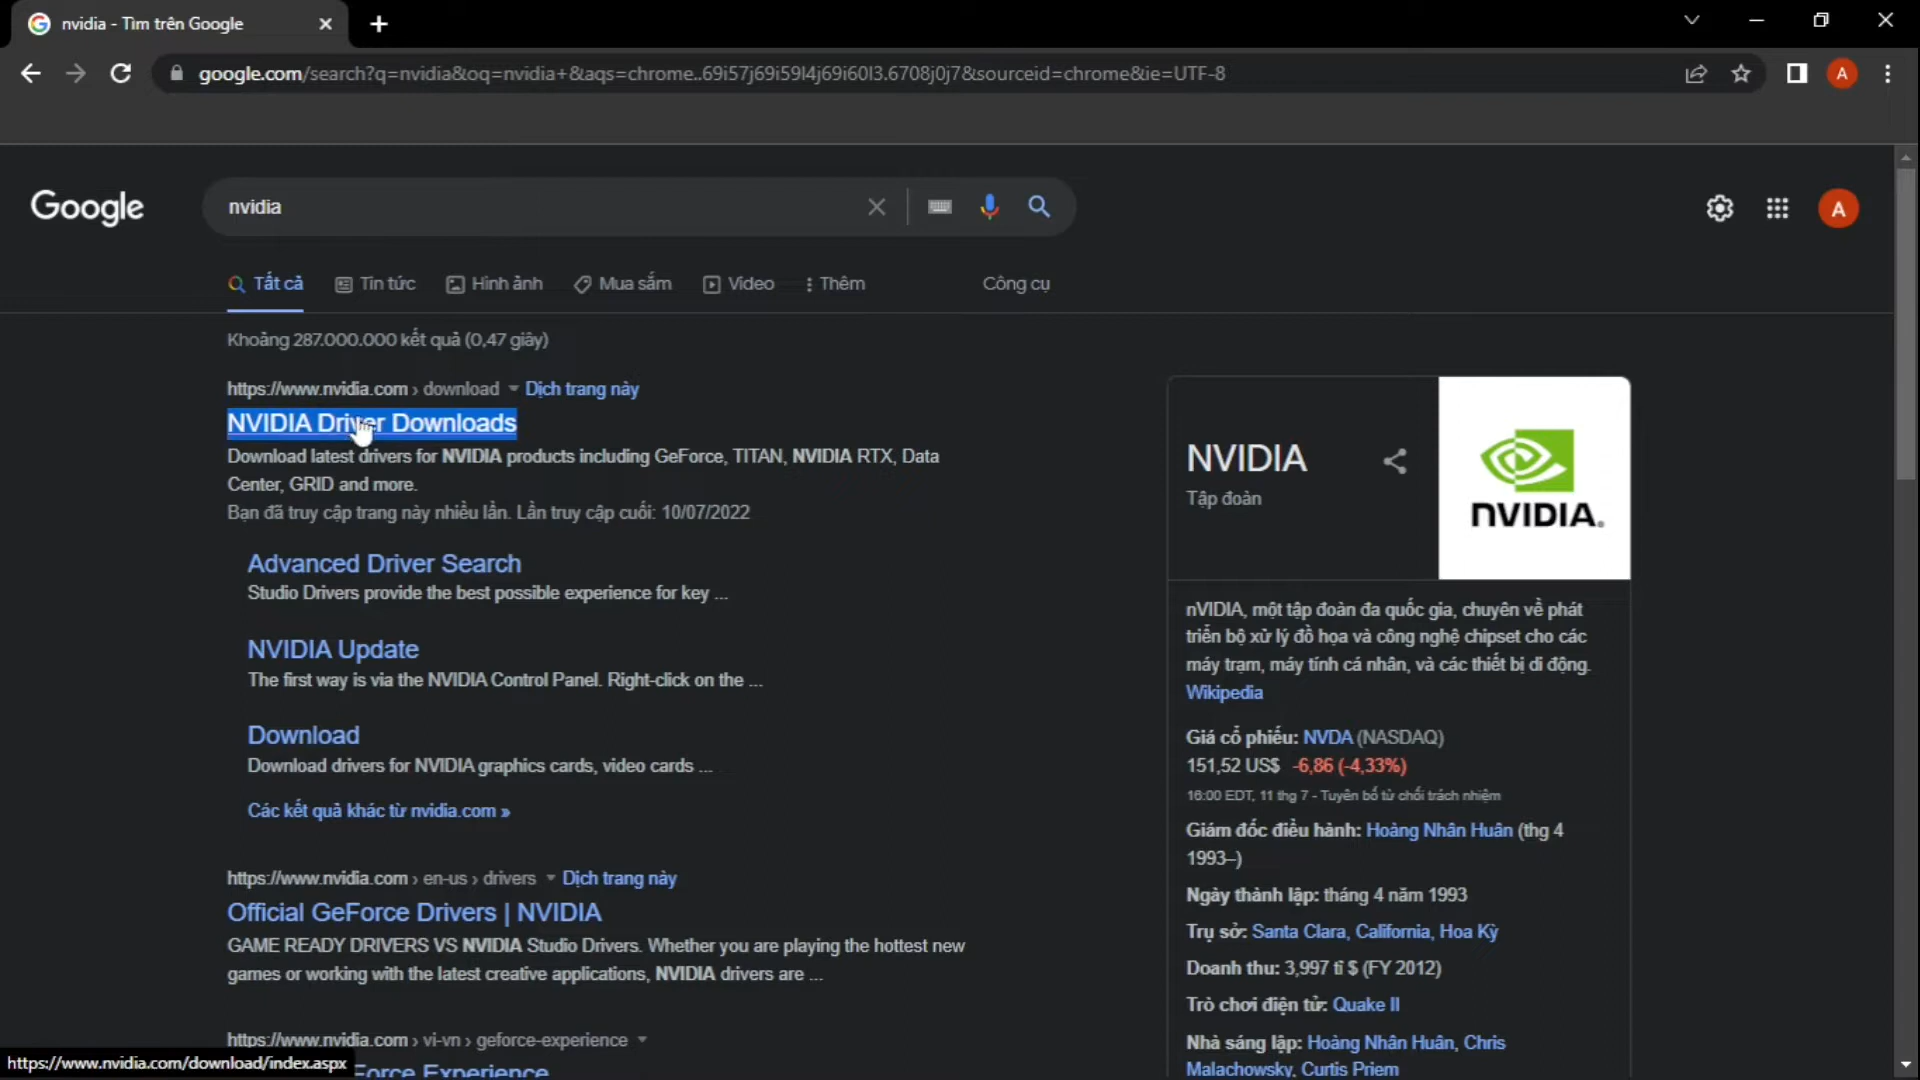 nvidia - Tìm trên Google
google.com/search?q=nvidia&oq=nvidia+&aqs=chrome..69i57j69i59l4j69i60l3.6708j0j7&sourceid=chrome&ie=UTF-8
A
Google
nvidia
A
Tất cả
Tin tức
Hình ảnh
Mua sắm
Video
Thêm
Công cụ
Khoảng 287.000.000 kết quả (0,47 giây)
https://www.nvidia.com › download
Dịch trang này
NVIDIA Driver Downloads
Download latest drivers for NVIDIA products including GeForce, TITAN, NVIDIA RTX, Data
Center, GRID and more.
Bạn đã truy cập trang này nhiều lần. Lần truy cập cuối: 10/07/2022
Advanced Driver Search
Studio Drivers provide the best possible experience for key ...
NVIDIA Update
The first way is via the NVIDIA Control Panel. Right-click on the ...
Download
Download drivers for NVIDIA graphics cards, video cards ...
Các kết quả khác từ nvidia.com »
https://www.nvidia.com › en-us › drivers
Dịch trang này
Official GeForce Drivers | NVIDIA
GAME READY DRIVERS VS NVIDIA Studio Drivers. Whether you are playing the hottest new
games or working with the latest creative applications, NVIDIA drivers are ...
https://www.nvidia.com › vi-vn › geforce-experience
Force Experience
https://www.nvidia.com/download/index.aspx
NVIDIA
Tập đoàn
nVIDIA.
nVIDIA, một tập đoàn đa quốc gia, chuyên về phát
triển bộ xử lý đồ họa và công nghệ chipset cho các
máy trạm, máy tính cá nhân, và các thiết bị di động.
Wikipedia
Giá cổ phiếu: NVDA (NASDAQ)
151,52 US$ -6,86 (-4,33%)
16:00 EDT, 11 thg 7 - Tuyên bố từ chối trách nhiệm
Giám đốc điều hành: Hoàng Nhân Huân (thg 4
1993–)
Ngày thành lập: tháng 4 năm 1993
Trụ sở: Santa Clara, California, Hoa Kỳ
Doanh thu: 3,997 tỉ $ (FY 2012)
Trò chơi điện tử: Quake II
Nhà sáng lập: Hoàng Nhân Huân, Chris
Malachowsky, Curtis Priem